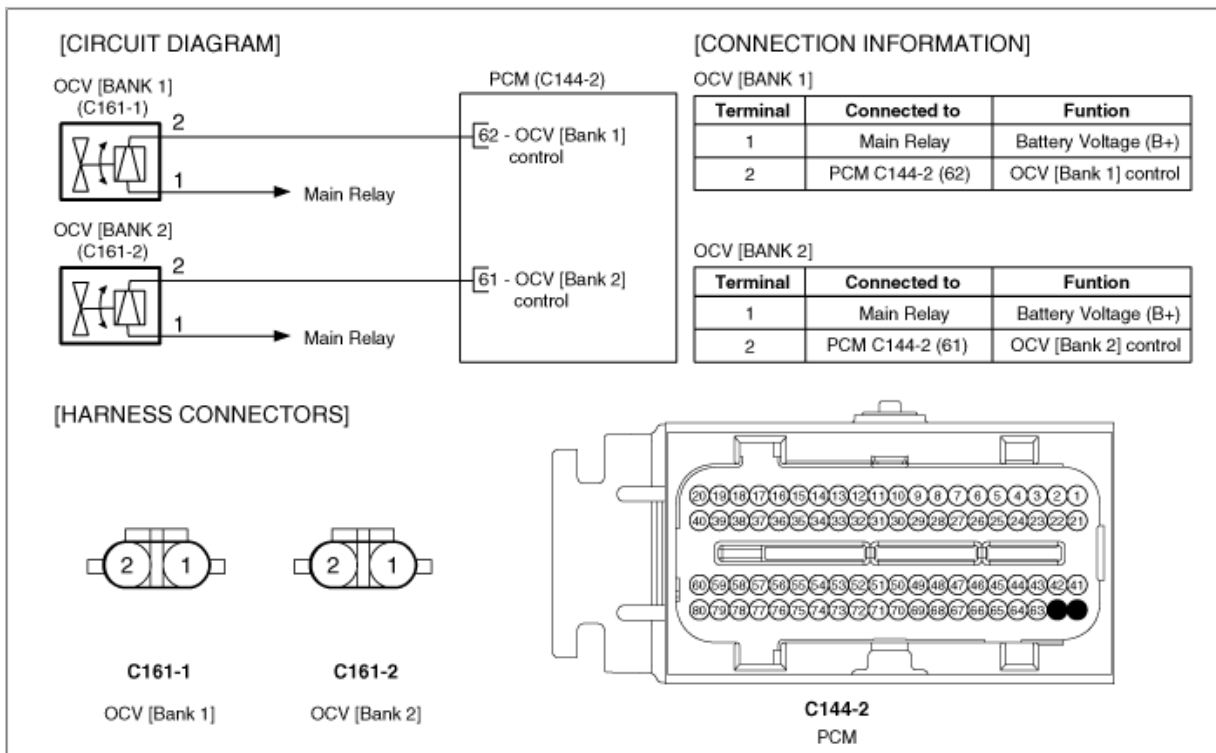 [CIRCUIT DIAGRAM]
OCV [BANK 1]
(C161-1)
2
1
Main Relay
OCV [BANK 2]
(C161-2)
2
1
Main Relay
PCM (C144-2)
62 - OCV [Bank 1]
control
61 - OCV [Bank 2]
control
[CONNECTION INFORMATION]
OCV [BANK 1]
Terminal Connected to Funtion
1 Main Relay Battery Voltage (B+)
2 PCM C144-2 (62) OCV [Bank 1] control
OCV [BANK 2]
Terminal Connected to Funtion
1 Main Relay Battery Voltage (B+)
2 PCM C144-2 (61) OCV [Bank 2] control
[HARNESS CONNECTORS]
2 1
C161-1
OCV [Bank 1]
2 1
C161-2
OCV [Bank 2]
20 19 18 17 16 15 14 13 12 11 10 9 8 7 6 5 4 3 2 1
40 39 38 37 36 35 34 33 32 31 30 29 28 27 26 25 24 23 22 21
60 59 58 57 56 55 54 53 52 51 50 49 48 47 46 45 44 43 42 41
80 79 78 77 76 75 74 73 72 71 70 69 68 67 66 65 64 63
C144-2
PCM